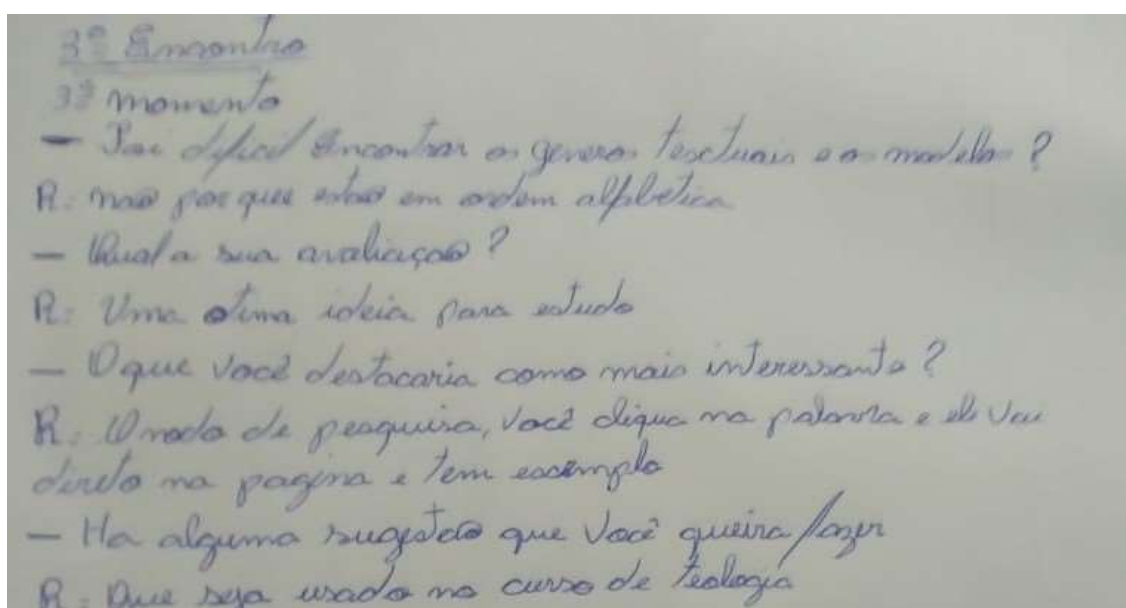 3º Encontro
3º momento
- Foi dificil encontrar os generos textuais e os modelos ?
R: não por que estão em ordem alfabetica
- Qual a sua avaliação ?
R: Uma otima ideia para estudo
- O que você destacaria como mais interessante ?
R: O modo de pesquisa, você clique na palavra e ele vai
direto na pagina e tem exemplo
- Ha alguma sugestão que você queira fazer
R: Que seja usado no curso de teologia